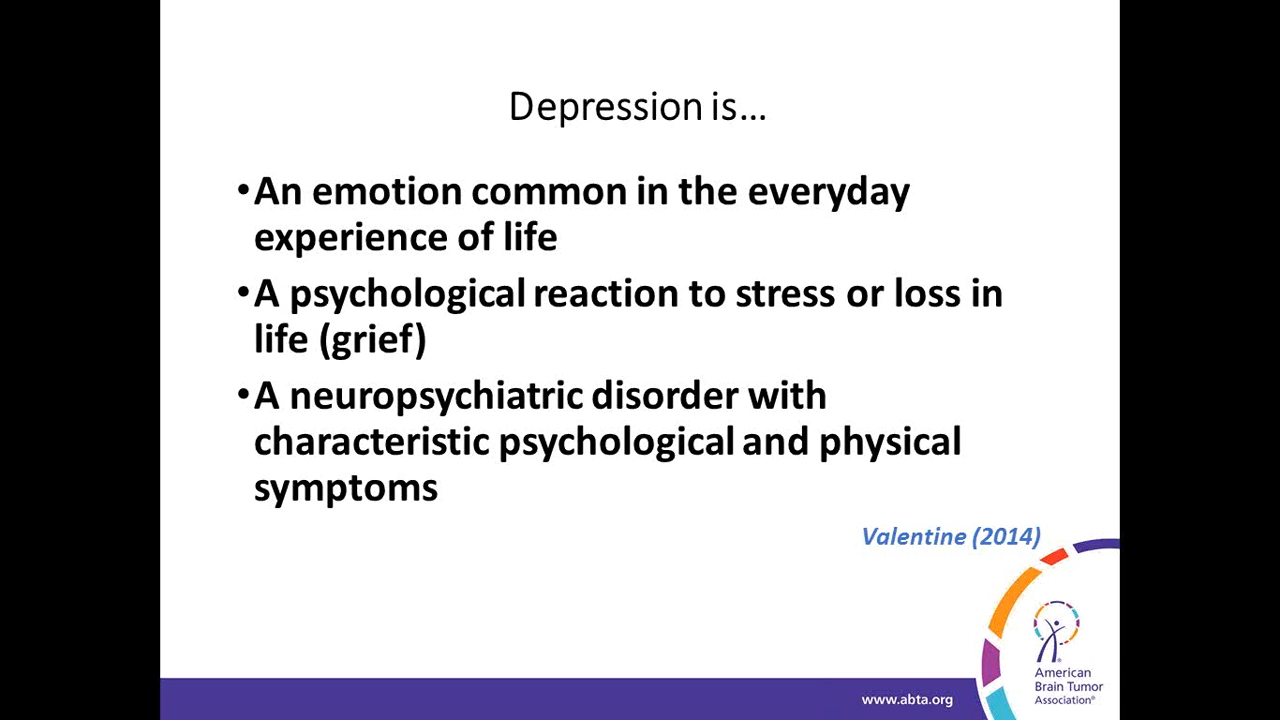 Depression is...
•An emotion common in the everyday
experience of life
•A psychological reaction to stress or loss in
life (grief)
•A neuropsychiatric disorder with
characteristic psychological and physical
symptoms
Valentine (2014)
American
Brain Tumor
Association®
www.abta.org